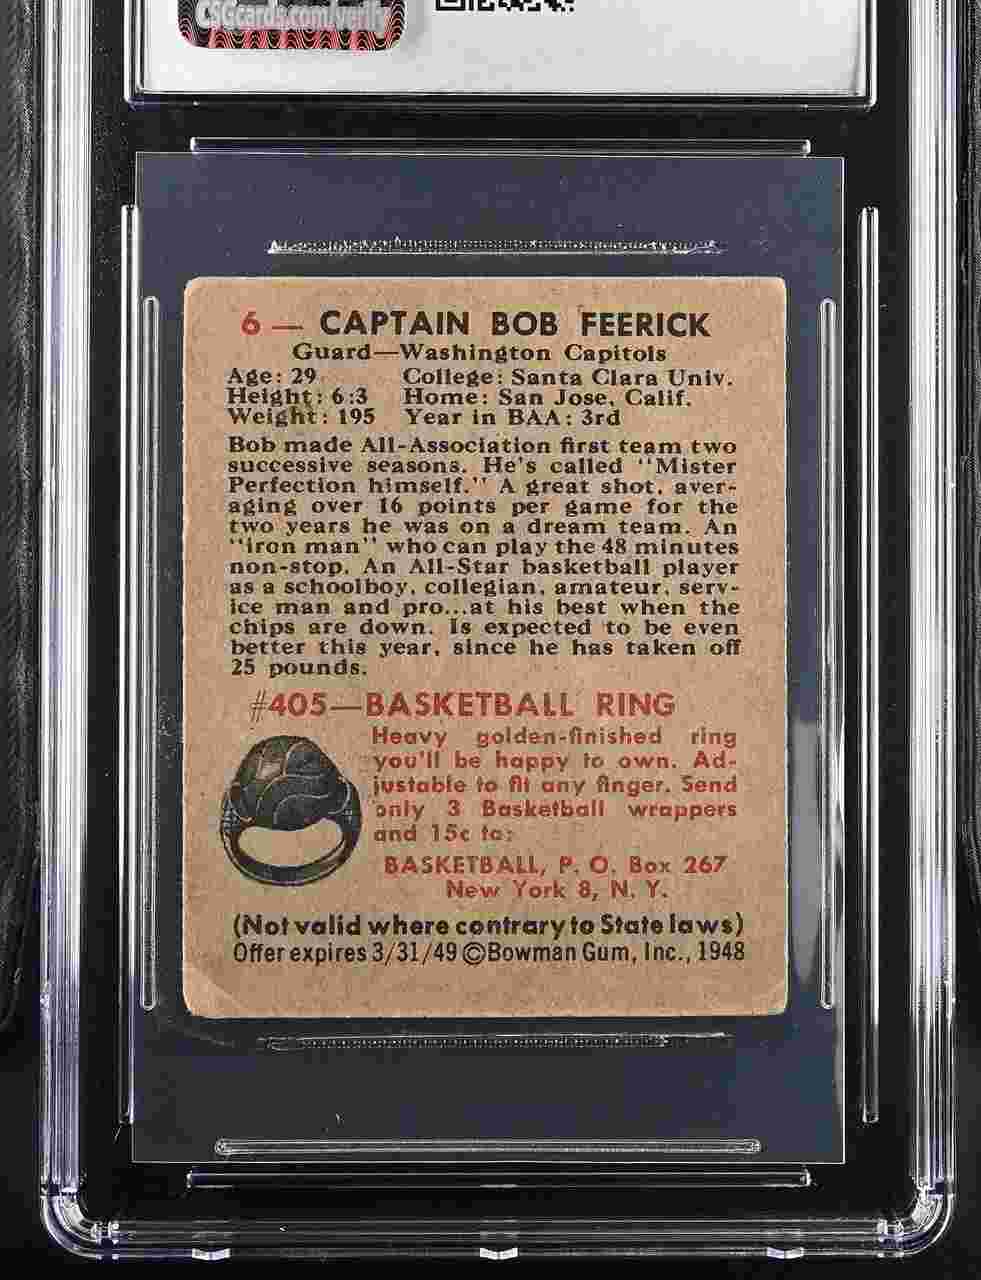 CSGcards.com/verify
6 — CAPTAIN BOB FEERICK
Guard—Washington Capitols
Age: 29 College: Santa Clara Univ.
Height: 6:3 Home: San Jose, Calif.
Weight: 195 Year in BAA: 3rd
Bob made All-Association first team two
successive seasons. He's called "Mister
Perfection himself." A great shot, aver-
aging over 16 points per game for the
two years he was on a dream team. An
"iron man" who can play the 48 minutes
non-stop. An All-Star basketball player
as a schoolboy, collegian, amateur, serv-
ice man and pro...at his best when the
chips are down. Is expected to be even
better this year, since he has taken off
25 pounds.
#405—BASKETBALL RING
Heavy golden-finished ring
you'll be happy to own. Ad-
justable to fit any finger. Send
only 3 Basketball wrappers
and 15c to:
BASKETBALL, P. O. Box 267
New York 8, N. Y.
(Not valid where contrary to State laws)
Offer expires 3/31/49 ©Bowman Gum, Inc., 1948